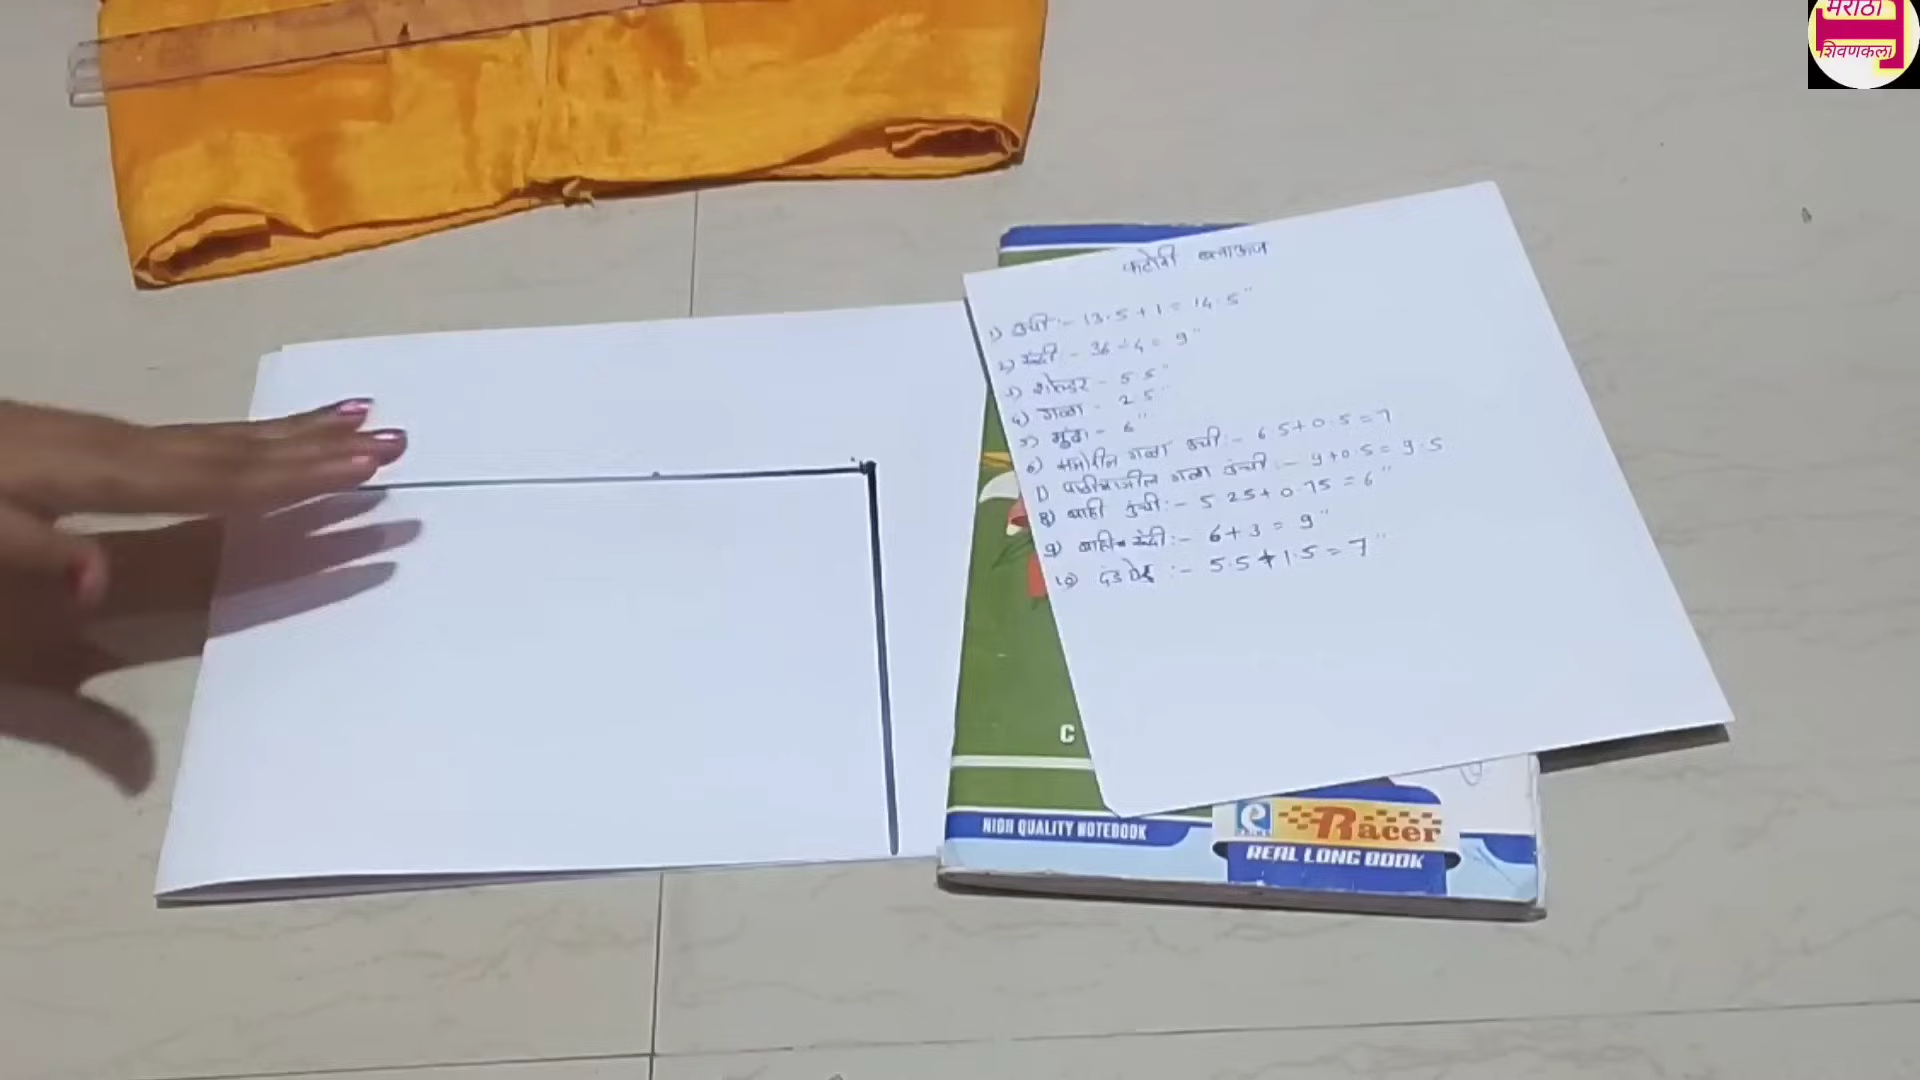 मराठी
शिवणकला
कटोरी ब्लाऊज
1) उंची :- 13.5 + 1 = 14.5"
2) रुंदी :- 36 ÷ 4 = 9"
3) शोल्डर - 5.5"
4) गळा - 2.5"
5) मुंढा - 6"
6) समोरील गळा उंची :- 6.5 + 0.5 = 7
7) पाठीमागील गळा उंची :- 9 + 0.5 = 9.5
8) बाही उंची :- 5.25 + 0.75 = 6"
9) बाही रुंदी :- 6 + 3 = 9"
10) दंडघेर :- 5.5 + 1.5 = 7"
C
HIGH QUALITY NOTEBOOK
Racer
REAL LONG BOOK